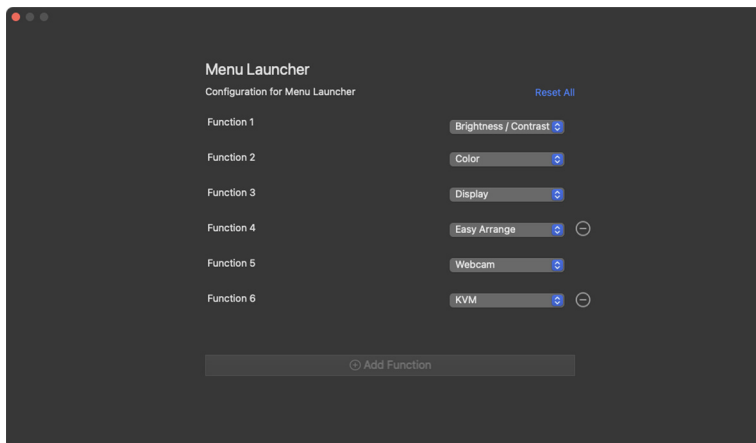 Menu Launcher
Configuration for Menu Launcher Reset All
Function 1 Brightness / Contrast
Function 2 Color
Function 3 Display
Function 4 Easy Arrange
Function 5 Webcam
Function 6 KVM
Add Function